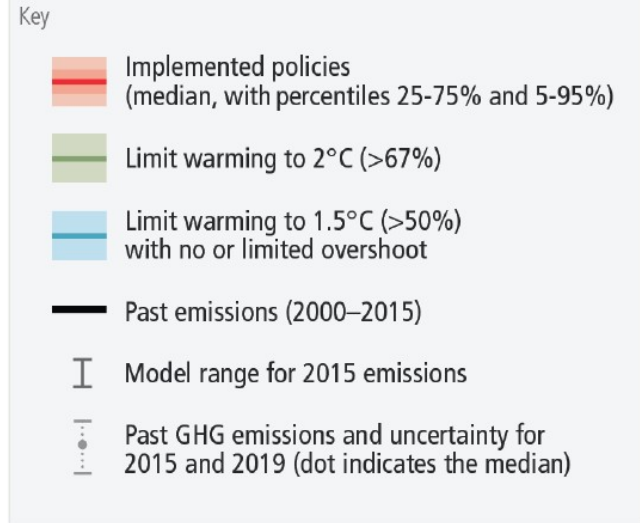 Key
Implemented policies
(median, with percentiles 25-75% and 5-95%)
Limit warming to 2°C (>67%)
Limit warming to 1.5°C (>50%)
with no or limited overshoot
Past emissions (2000–2015)
Model range for 2015 emissions
Past GHG emissions and uncertainty for
2015 and 2019 (dot indicates the median)